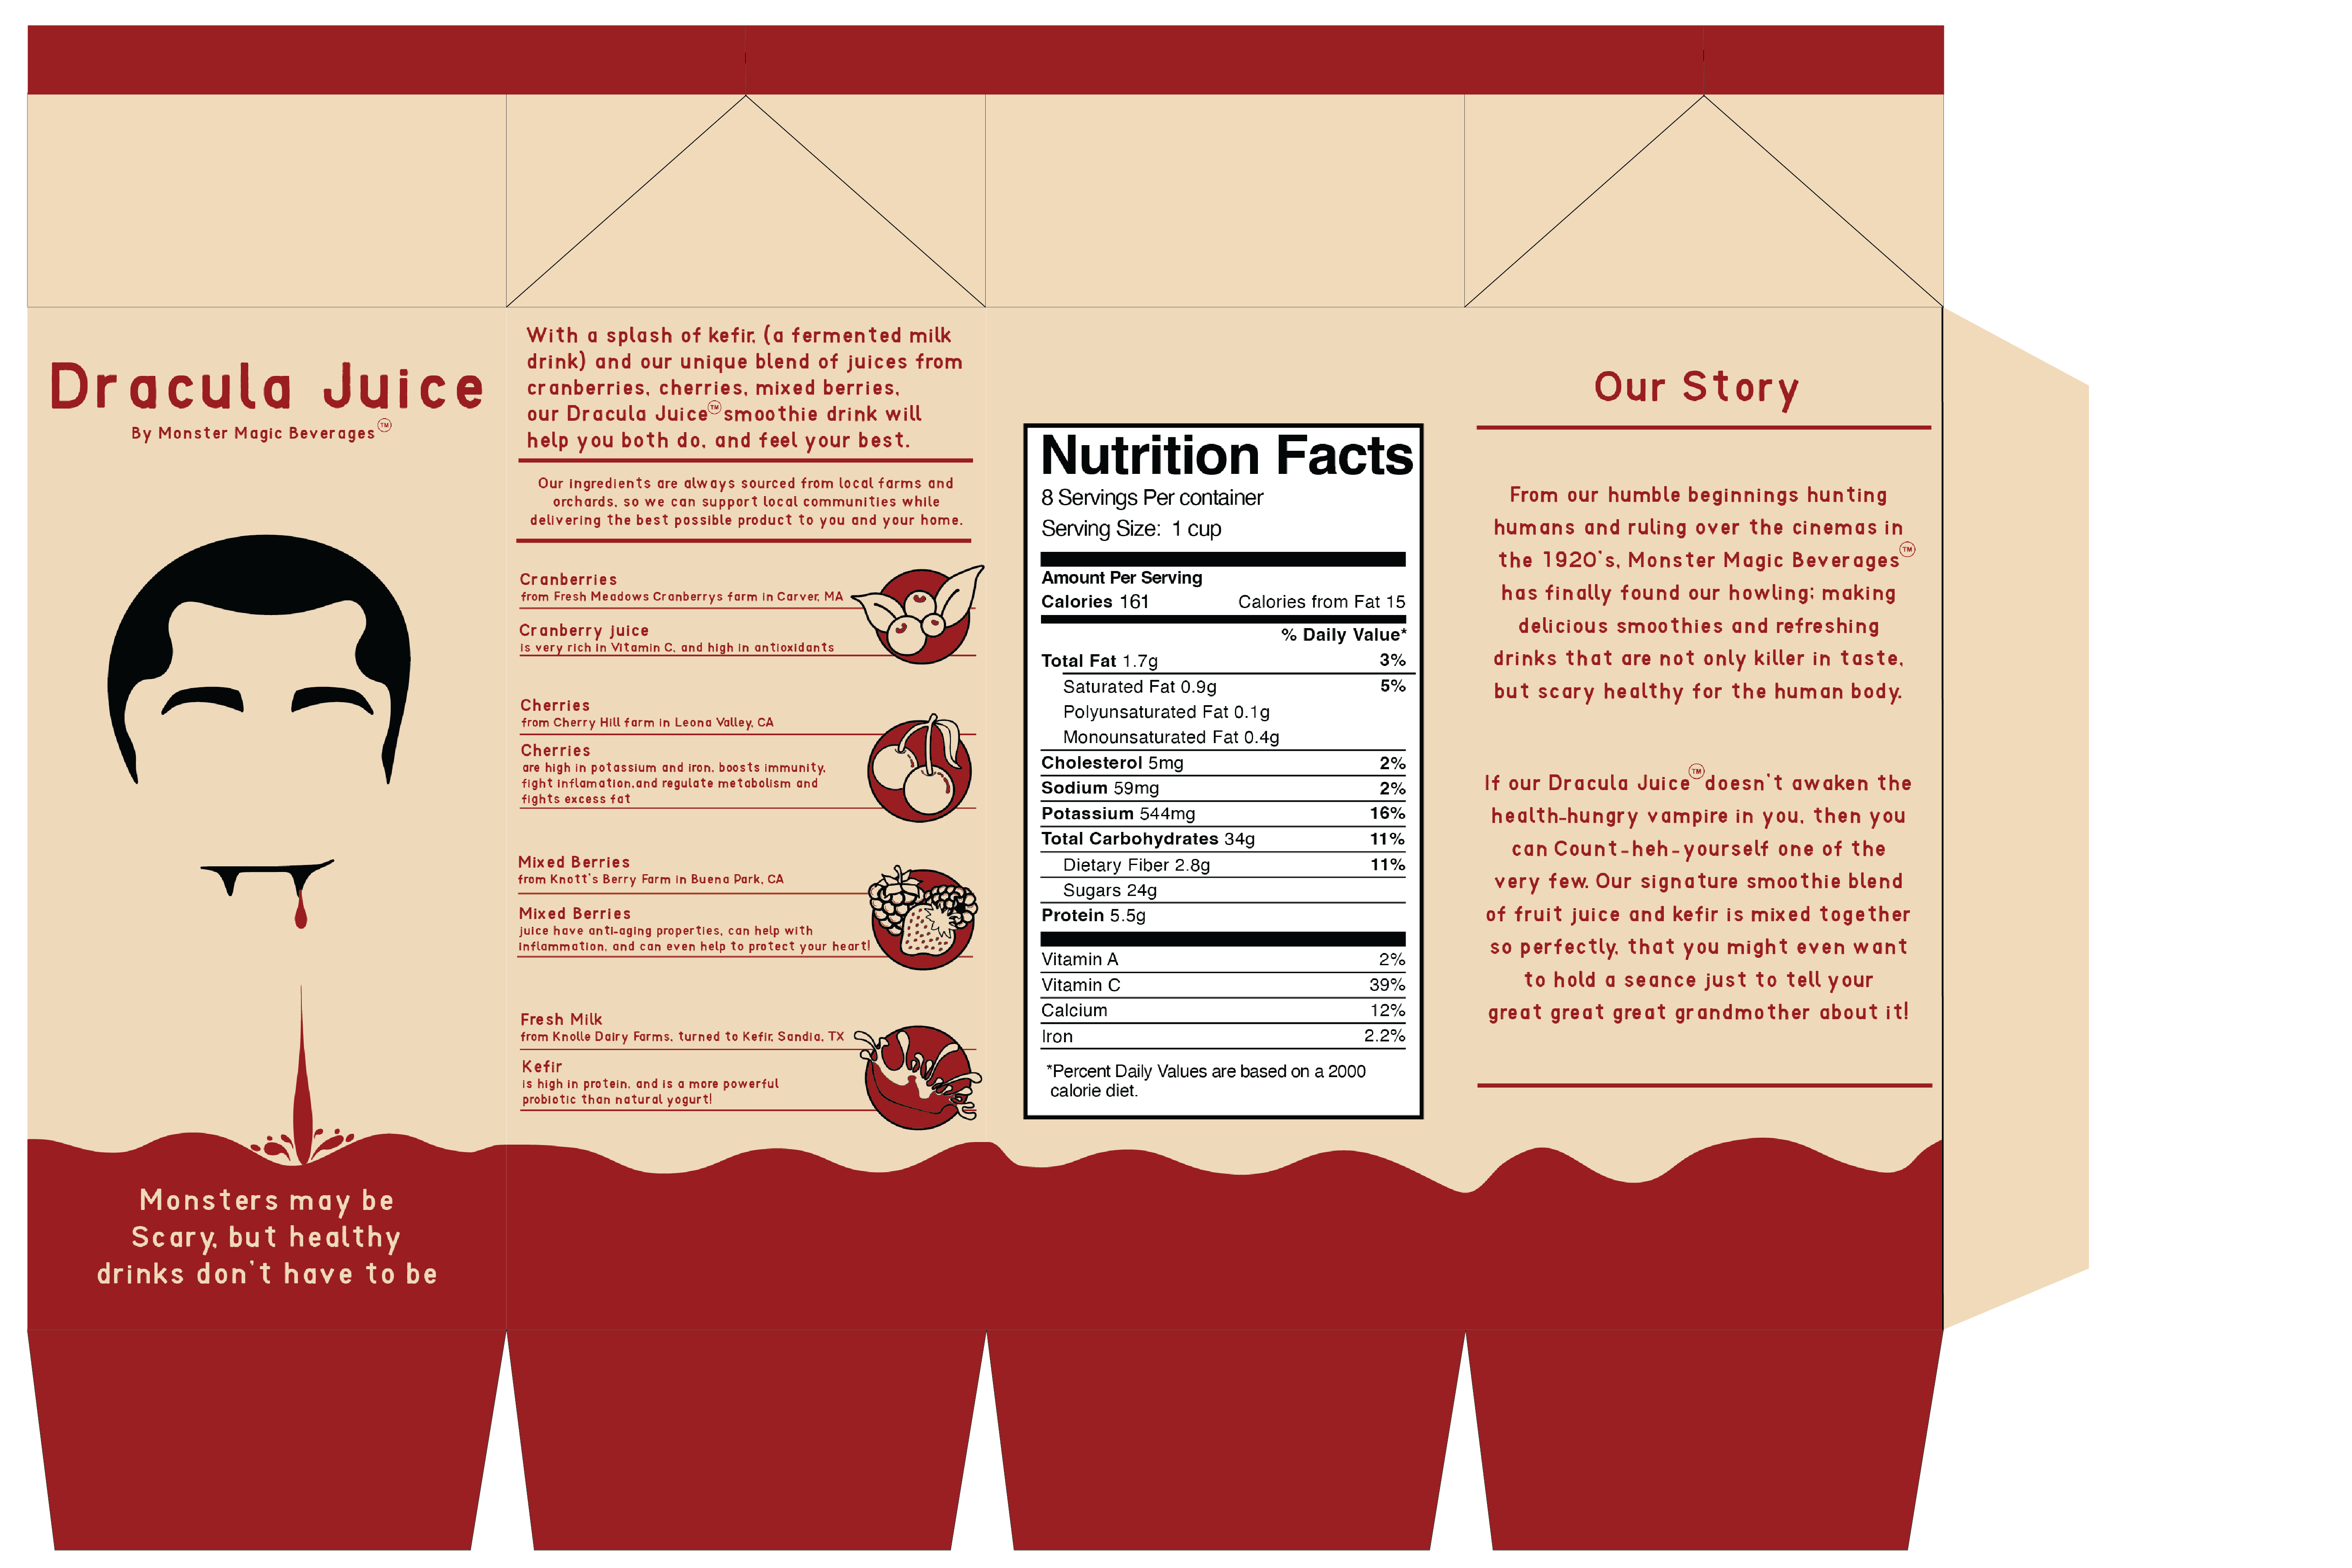 Dracula Juice
By Monster Magic Beverages™
Monsters may be
Scary, but healthy
drinks don't have to be
With a splash of kefir, (a fermented milk
drink) and our unique blend of juices from
cranberries, cherries, mixed berries,
our Dracula Juice™ smoothie drink will
help you both do, and feel your best.
Our ingredients are always sourced from local farms and
orchards, so we can support local communities while
delivering the best possible product to you and your home.
Cranberries
from Fresh Meadows Cranberrys farm in Carver, MA
Cranberry juice
is very rich in Vitamin C, and high in antioxidants
Cherries
from Cherry Hill farm in Leona Valley, CA
Cherries
are high in potassium and iron, boosts immunity,
fight inflamation,and regulate metabolism and
fights excess fat
Mixed Berries
from Knott's Berry Farm in Buena Park, CA
Mixed Berries
juice have anti-aging properties, can help with
inflammation, and can even help to protect your heart!
Fresh Milk
from Knolle Dairy Farms, turned to Kefir, Sandia, TX
Kefir
is high in protein, and is a more powerful
probiotic than natural yogurt!
Nutrition Facts
8 Servings Per container
Serving Size: 1 cup
Amount Per Serving
Calories 161 Calories from Fat 15
% Daily Value*
Total Fat 1.7g 3%
Saturated Fat 0.9g 5%
Polyunsaturated Fat 0.1g
Monounsaturated Fat 0.4g
Cholesterol 5mg 2%
Sodium 59mg 2%
Potassium 544mg 16%
Total Carbohydrates 34g 11%
Dietary Fiber 2.8g 11%
Sugars 24g
Protein 5.5g
Vitamin A 2%
Vitamin C 39%
Calcium 12%
Iron 2.2%
*Percent Daily Values are based on a 2000
calorie diet.
Our Story
From our humble beginnings hunting
humans and ruling over the cinemas in
the 1920's, Monster Magic Beverages™
has finally found our howling; making
delicious smoothies and refreshing
drinks that are not only killer in taste,
but scary healthy for the human body.
If our Dracula Juice™ doesn't awaken the
health-hungry vampire in you, then you
can Count-heh-yourself one of the
very few. Our signature smoothie blend
of fruit juice and kefir is mixed together
so perfectly, that you might even want
to hold a seance just to tell your
great great great grandmother about it!